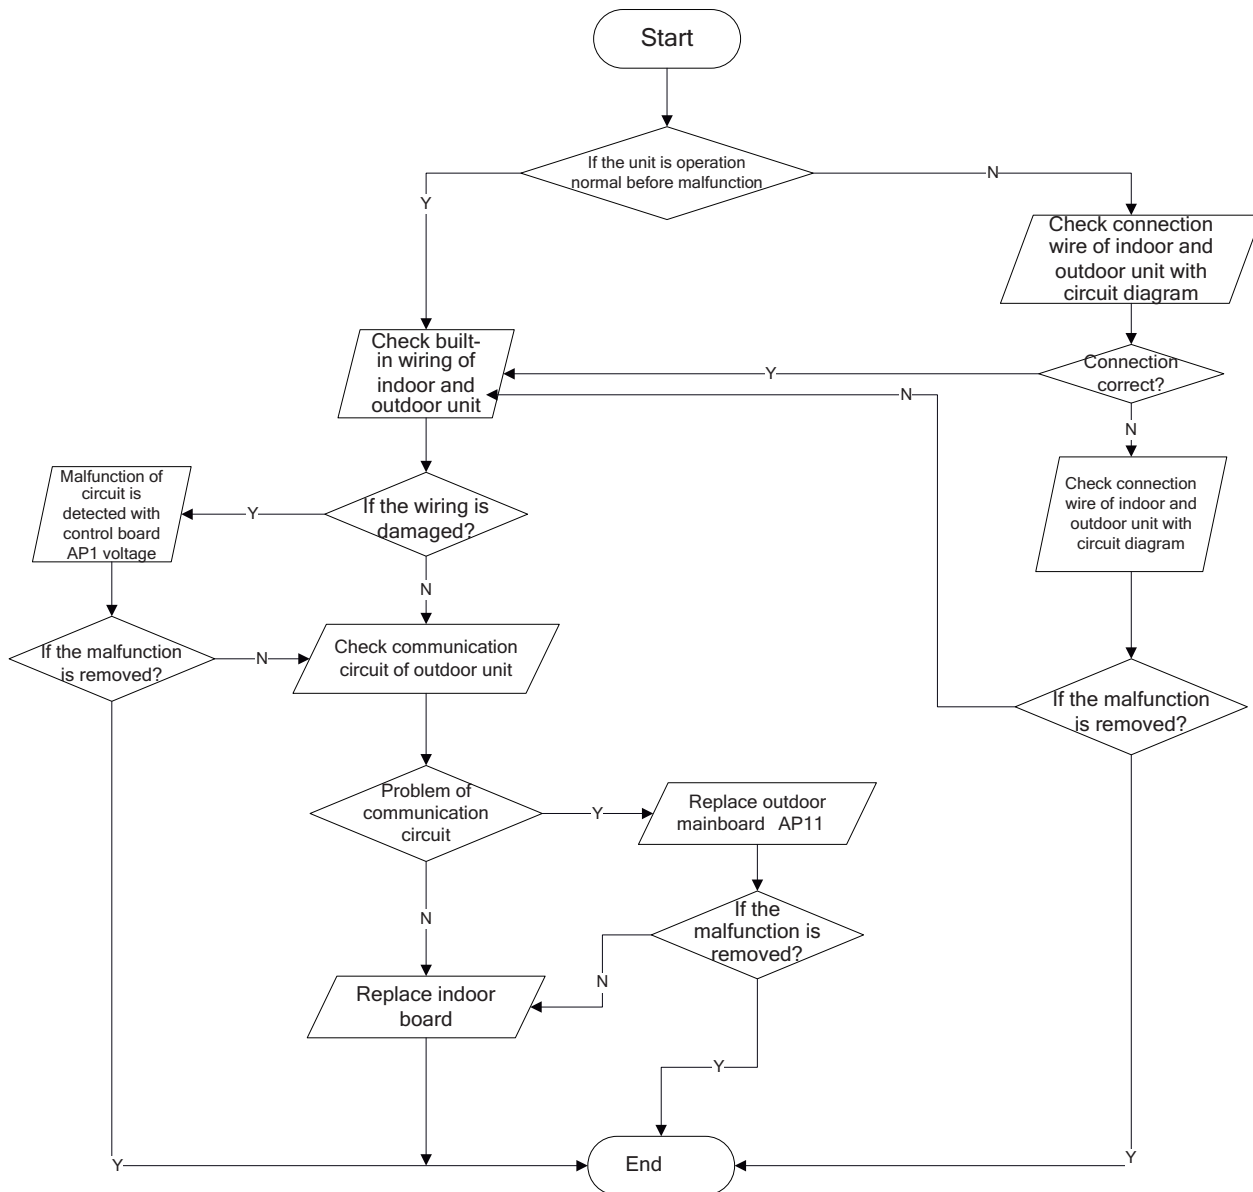 Start
If the unit is operation
normal before malfunction
N
Y
Check connection
wire of indoor and
outdoor unit with
circuit diagram
Check built-
in wiring of
indoor and
outdoor unit
Y
Connection
correct?
N
N
Malfunction of
circuit is
detected with
control board
AP1 voltage
Y
If the wiring is
damaged?
Check connection
wire of indoor and
outdoor unit with
circuit diagram
N
If the malfunction
is removed?
N
Check communication
circuit of outdoor unit
If the malfunction
is removed?
Problem of
communication
circuit
Y
Replace outdoor
mainboard AP11
N
If the
malfunction is
removed?
N
Replace indoor
board
Y
Y
End
Y